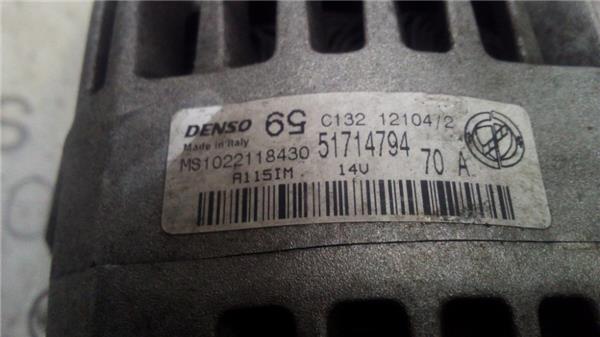 DENSO 59 C132 12104/2
Made in Italy
MS1022118430 51714794 70 A
A115IM 14V